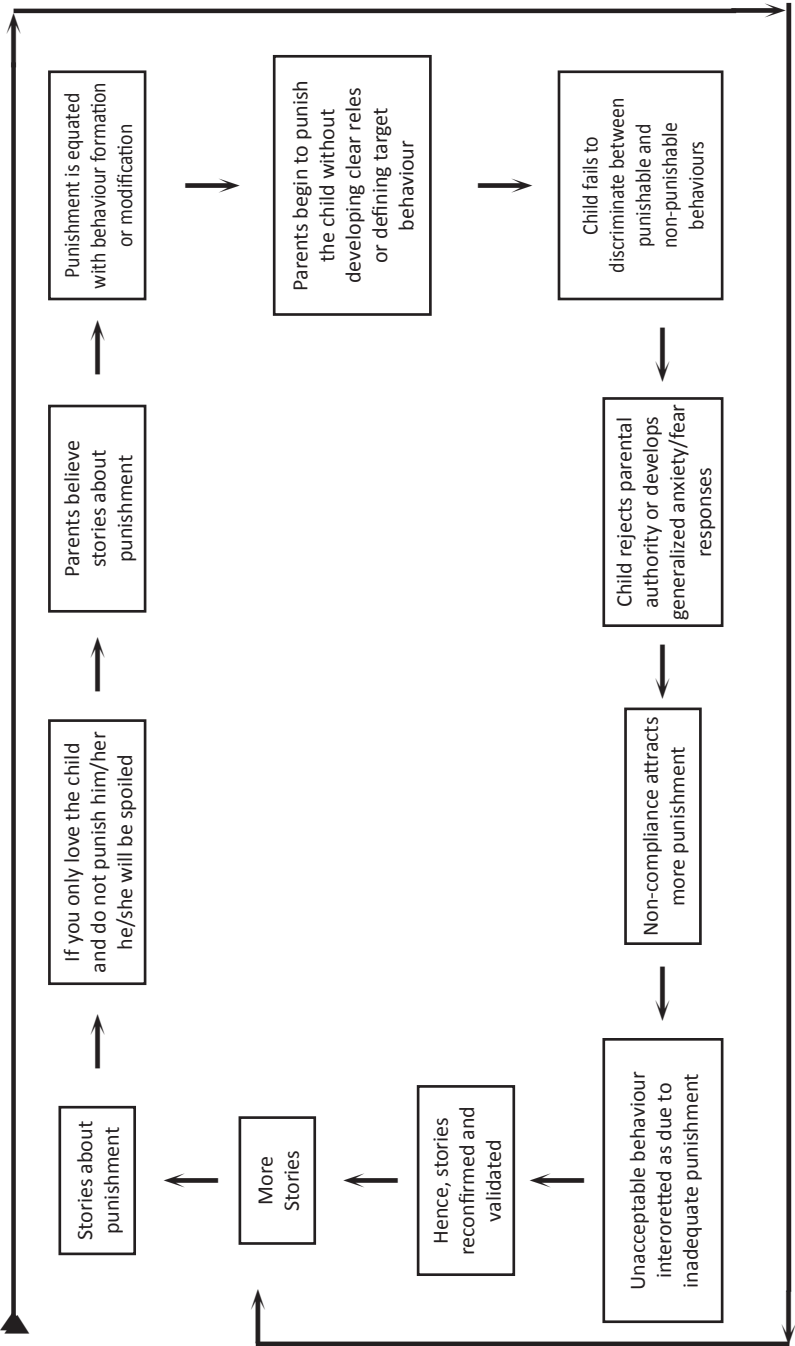 Stories about
punishment
If you only love the child
and do not punish him/her
he/she will be spoiled
Parents believe
stories about
punishment
Punishment is equated
with behaviour formation
or modification
Parents begin to punish
the child without
developing clear reles
or defining target
behaviour
Child fails to
discriminate between
punishable and
non-punishable
behaviours
Child rejects parental
authority or develops
generalized anxiety/fear
responses
Non-compliance attracts
more punishment
Unacceptable behaviour
interoretted as due to
inadequate punishment
Hence, stories
reconfirmed and
validated
More
Stories